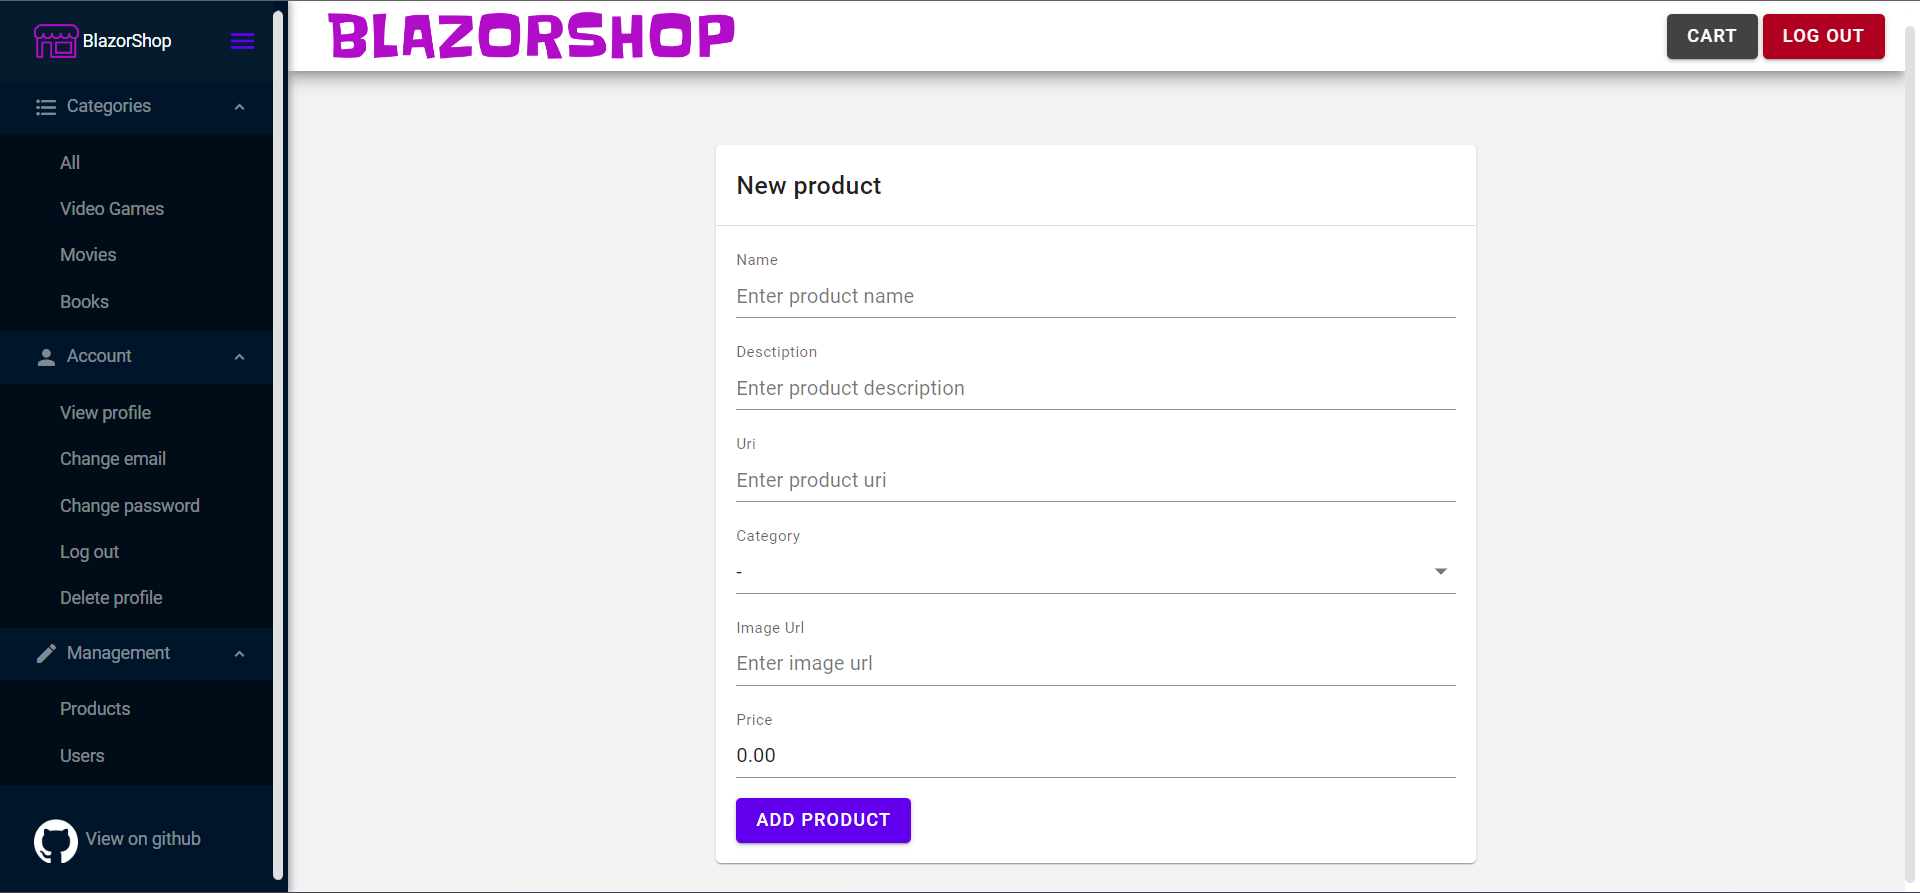 BlazorShop
Categories
All
Video Games
Movies
Books
Account
View profile
Change email
Change password
Log out
Delete profile
Management
Products
Users
View on github
BLAZORSHOP
CART
LOG OUT
New product
Name
Enter product name
Desctiption
Enter product description
Uri
Enter product uri
Category
-
Image Url
Enter image url
Price
0.00
ADD PRODUCT